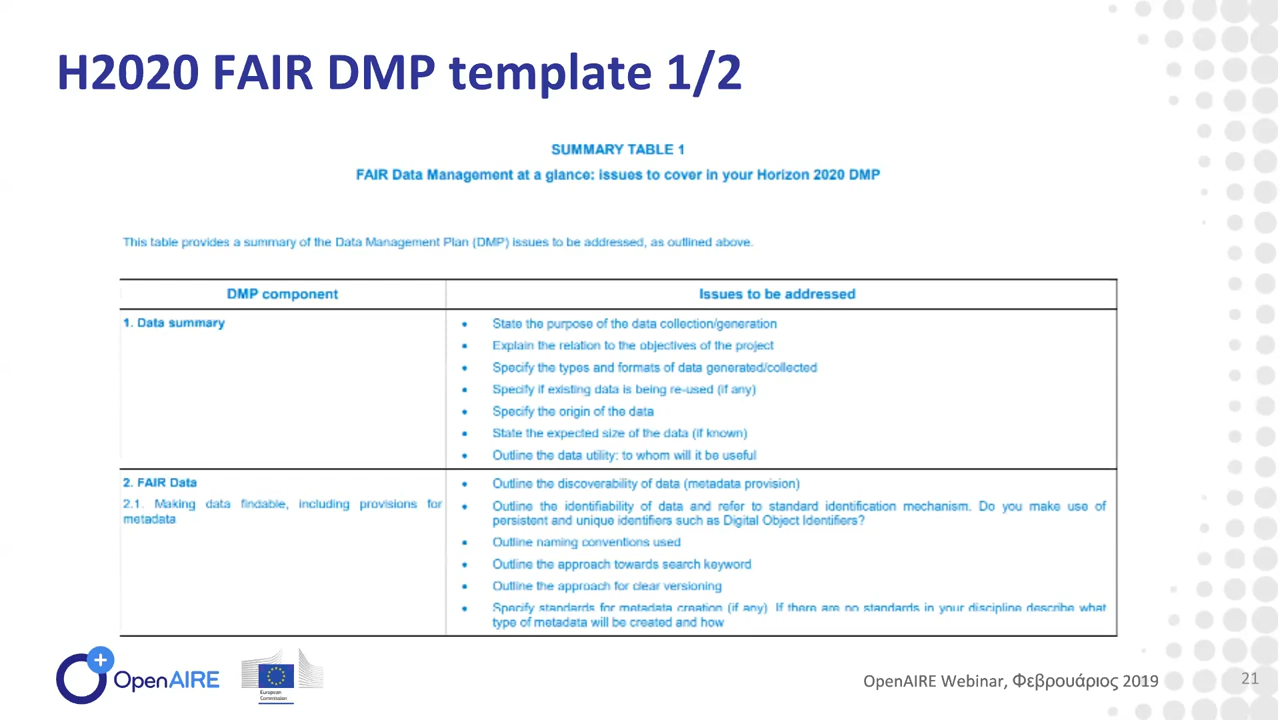 H2020 FAIR DMP template 1/2
SUMMARY TABLE 1
FAIR Data Management at a glance: issues to cover in your Horizon 2020 DMP
This table provides a summary of the Data Management Plan (DMP) issues to be addressed, as outlined above.
DMP component
Issues to be addressed
1. Data summary
• State the purpose of the data collection/generation
• Explain the relation to the objectives of the project
• Specify the types and formats of data generated/collected
• Specify if existing data is being re-used (if any)
• Specify the origin of the data
• State the expected size of the data (if known)
• Outline the data utility: to whom will it be useful
2. FAIR Data
2.1. Making data findable, including provisions for
metadata
• Outline the discoverability of data (metadata provision)
• Outline the identifiability of data and refer to standard identification mechanism. Do you make use of
persistent and unique identifiers such as Digital Object Identifiers?
• Outline naming conventions used
• Outline the approach towards search keyword
• Outline the approach for clear versioning
• Specify standards for metadata creation (if any). If there are no standards in your discipline describe what
type of metadata will be created and how
OpenAIRE
European
Commission
OpenAIRE Webinar, Φεβρουάριος 2019
21